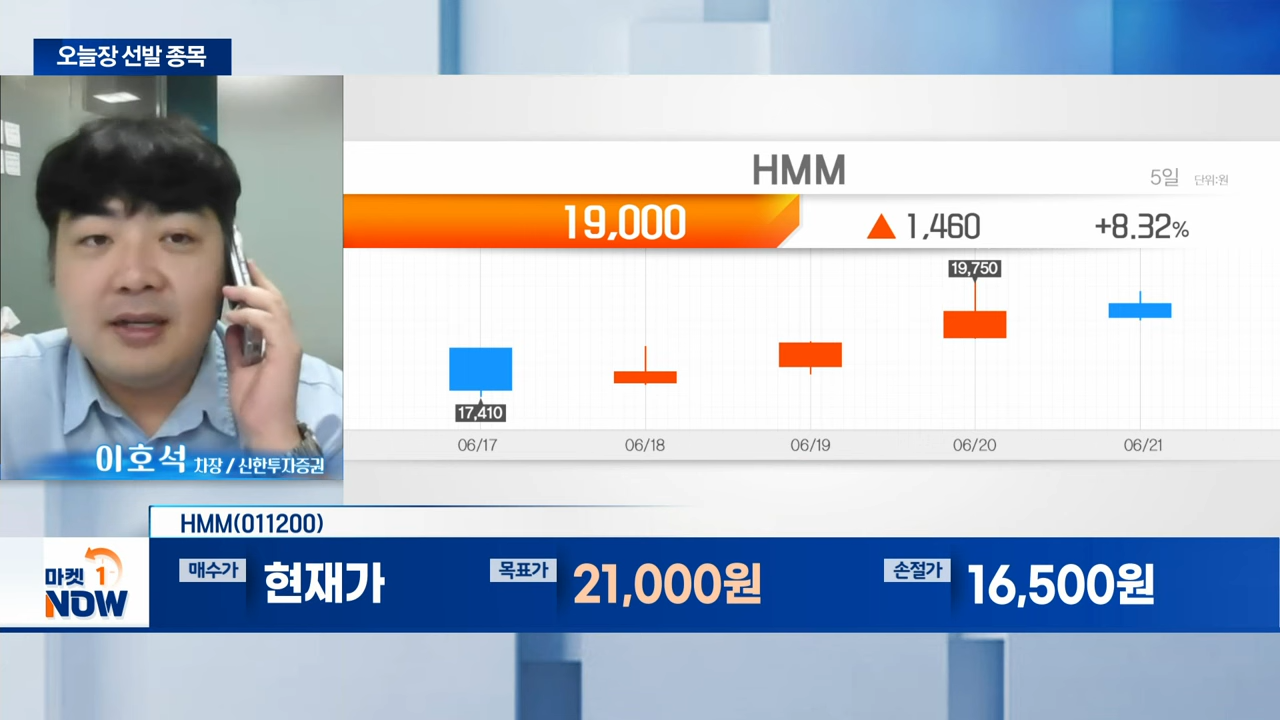 오늘장 선발 종목
HMM
5일 단위:원
19,000 ▲ 1,460 +8.32%
19,750
17,410
06/17 06/18 06/19 06/20 06/21
이호석 차장 / 신한투자증권
HMM(011200)
마켓 1
NOW
매수가 현재가 목표가 21,000원 손절가 16,500원